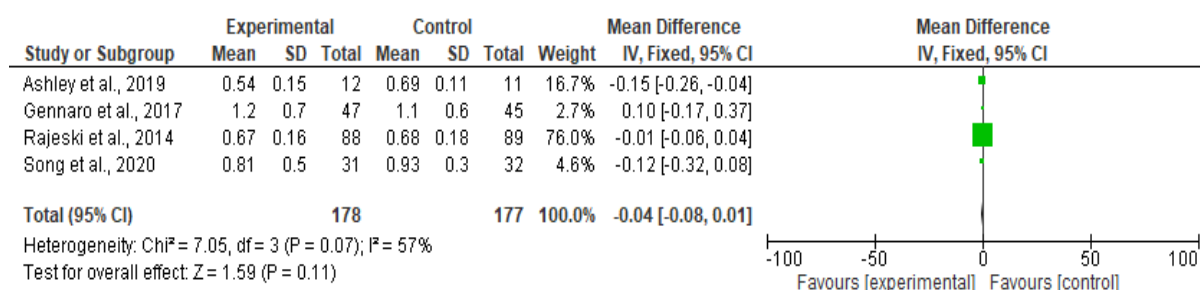 Experimental Control Mean Difference Mean Difference
Study or Subgroup Mean SD Total Mean SD Total Weight IV, Fixed, 95% CI IV, Fixed, 95% CI
Ashley et al., 2019 0.54 0.15 12 0.69 0.11 11 16.7% -0.15 [-0.26, -0.04]
Gennaro et al., 2017 1.2 0.7 47 1.1 0.6 45 2.7% 0.10 [-0.17, 0.37]
Rajeski et al., 2014 0.67 0.16 88 0.68 0.18 89 76.0% -0.01 [-0.06, 0.04]
Song et al., 2020 0.81 0.5 31 0.93 0.3 32 4.6% -0.12 [-0.32, 0.08]
Total (95% CI) 178 177 100.0% -0.04 [-0.08, 0.01]
Heterogeneity: Chi² = 7.05, df = 3 (P = 0.07); I² = 57%
Test for overall effect: Z = 1.59 (P = 0.11)
-100 -50 0 50 100
Favours [experimental] Favours [control]